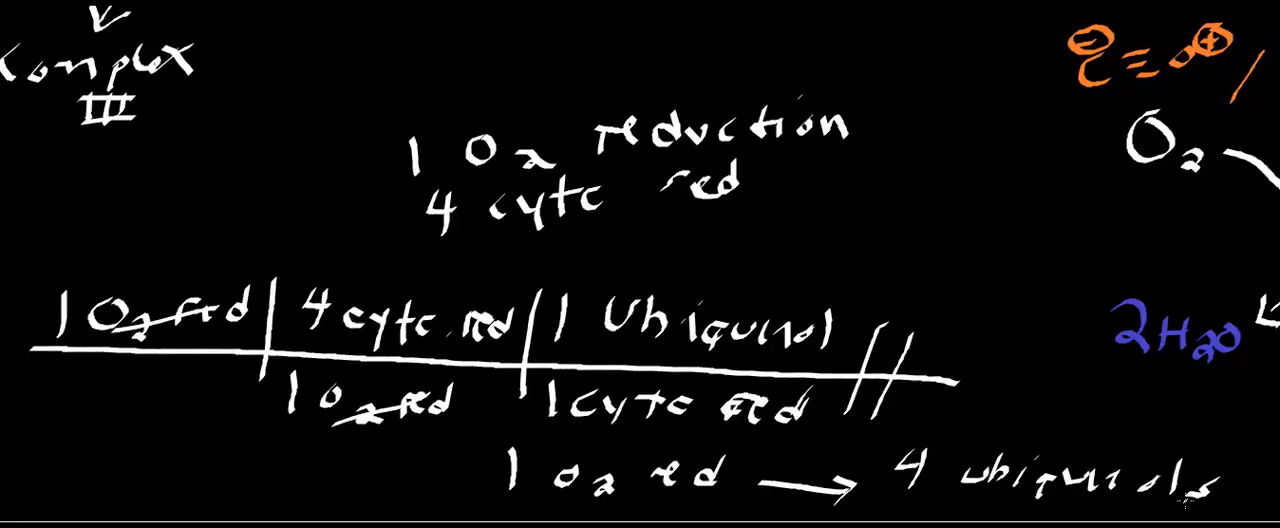 Complex
III
1 O2 reduction
4 cytc red
O2
1 O2 red | 4 cytc red | 1 Ubiquinol //
1 O2 red | 1 cytc red
2H2O
1 O2 red → 4 ubiquinols